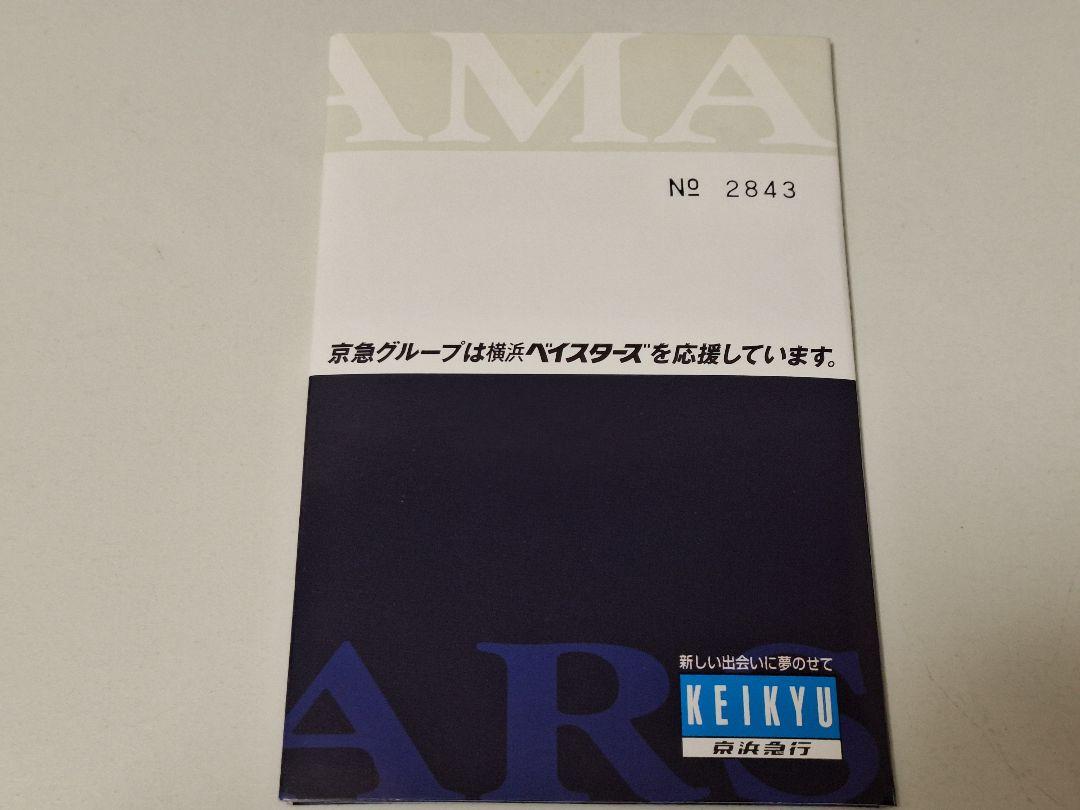 AMA
№ 2843
京急グループは横浜ベイスターズを応援しています。
ARS
新しい出会いに夢のせて
KEIKYU
京浜急行